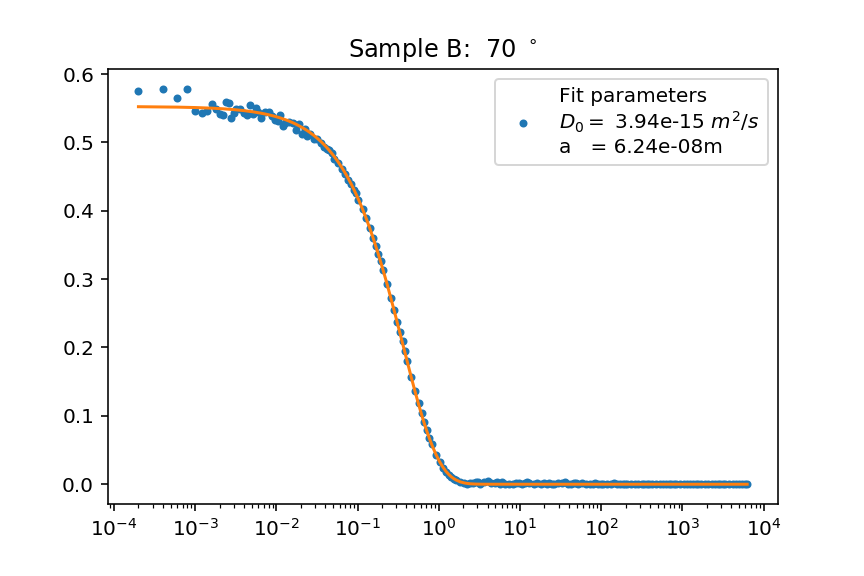 Sample B: 70 °
Fit parameters
D₀ = 3.94e-15 m²/s
a = 6.24e-08m
0.6
0.5
0.4
0.3
0.2
0.1
0.0
10⁻⁴ 10⁻³ 10⁻² 10⁻¹ 10⁰ 10¹ 10² 10³ 10⁴